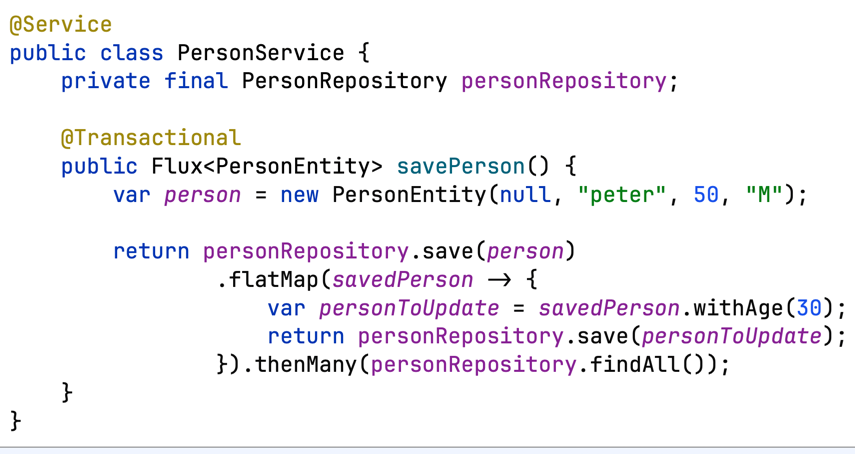 @Service
public class PersonService {
    private final PersonRepository personRepository;

    @Transactional
    public Flux<PersonEntity> savePerson() {
        var person = new PersonEntity(null, "peter", 50, "M");

        return personRepository.save(person)
                .flatMap(savedPerson -> {
                    var personToUpdate = savedPerson.withAge(30);
                    return personRepository.save(personToUpdate);
                }).thenMany(personRepository.findAll());
    }
}